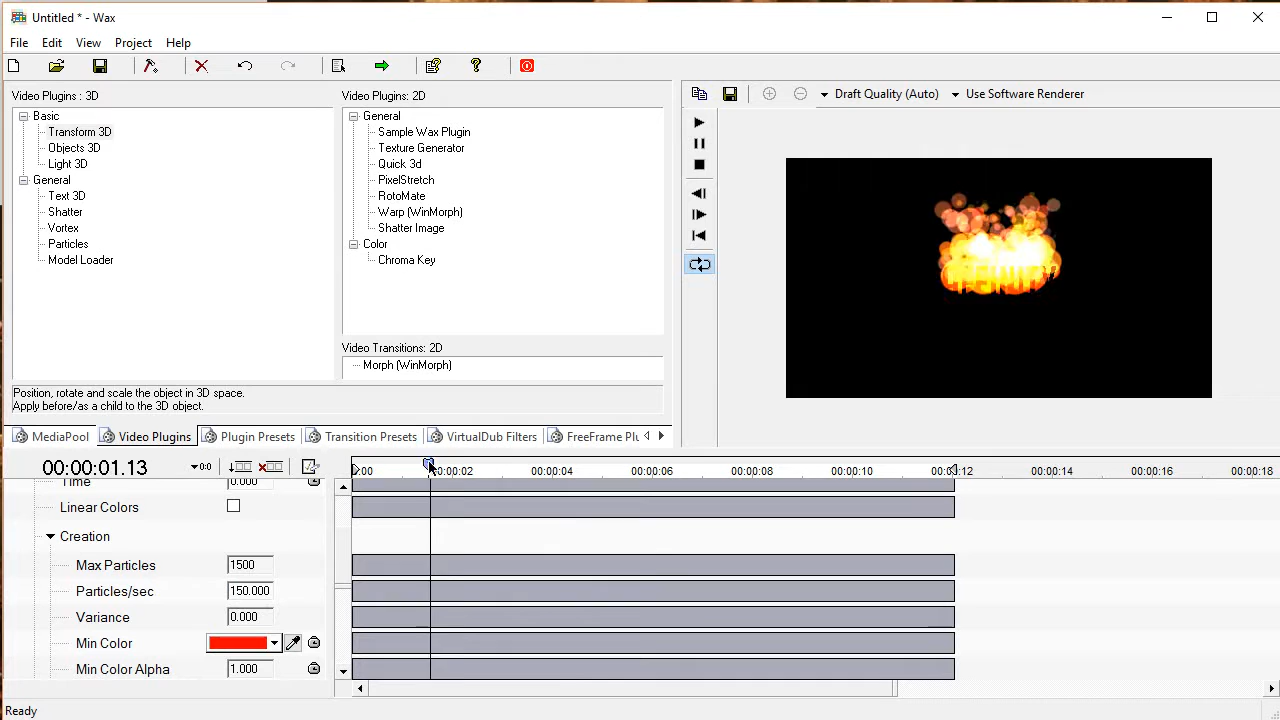 Untitled * - Wax
File Edit View Project Help
Video Plugins : 3D
Basic
Transform 3D
Objects 3D
Light 3D
General
Text 3D
Shatter
Vortex
Particles
Model Loader
Video Plugins: 2D
General
Sample Wax Plugin
Texture Generator
Quick 3d
PixelStretch
RotoMate
Warp (WinMorph)
Shatter Image
Color
Chroma Key
Video Transitions: 2D
Morph (WinMorph)
Draft Quality (Auto) Use Software Renderer
Position, rotate and scale the object in 3D space.
Apply before/as a child to the 3D object.
MediaPool Video Plugins Plugin Presets Transition Presets VirtualDub Filters FreeFrame Plu
00:00:01.13 0:0 :00 00:00:02 00:00:04 00:00:06 00:00:08 00:00:10 00:00:12 00:00:14 00:00:16 00:00:18
Time 0.000
Linear Colors
Creation
Max Particles 1500
Particles/sec 150.000
Variance 0.000
Min Color
Min Color Alpha 1.000
Ready